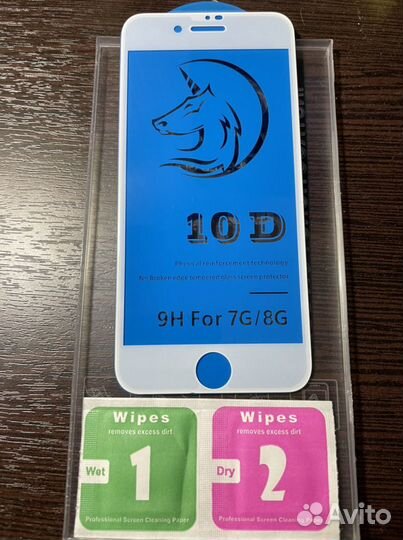 10D
Physical reinforcement technology
No Broken edge tempered glass screen protector
9H For 7G/8G
Wipes
removes excess dirt
Wet
1
Professional Screen Cleaning Paper
Wipes
removes excess dirt
Dry
2
Professional Screen Cleaning Paper
Avito